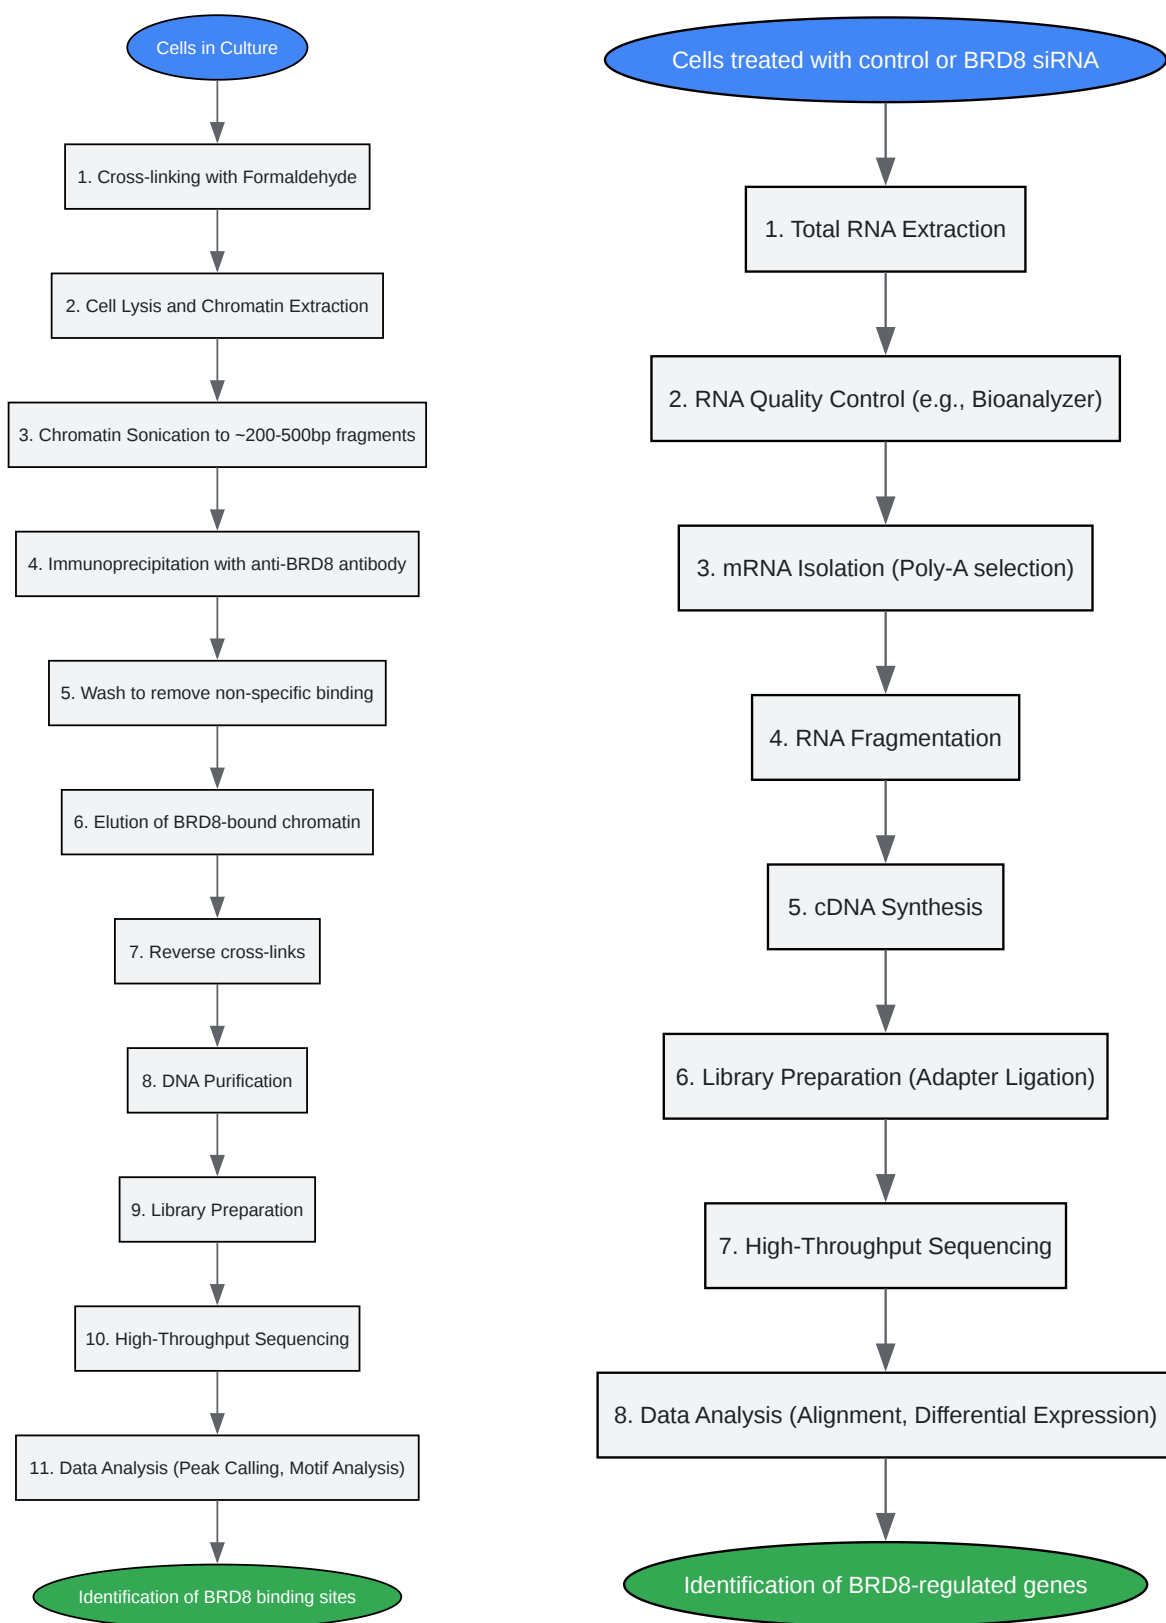 Cells in Culture
1. Cross-linking with Formaldehyde
2. Cell Lysis and Chromatin Extraction
3. Chromatin Sonication to ~200-500bp fragments
4. Immunoprecipitation with anti-BRD8 antibody
5. Wash to remove non-specific binding
6. Elution of BRD8-bound chromatin
7. Reverse cross-links
8. DNA Purification
9. Library Preparation
10. High-Throughput Sequencing
11. Data Analysis (Peak Calling, Motif Analysis)
Identification of BRD8 binding sites
Cells treated with control or BRD8 siRNA
1. Total RNA Extraction
2. RNA Quality Control (e.g., Bioanalyzer)
3. mRNA Isolation (Poly-A selection)
4. RNA Fragmentation
5. cDNA Synthesis
6. Library Preparation (Adapter Ligation)
7. High-Throughput Sequencing
8. Data Analysis (Alignment, Differential Expression)
Identification of BRD8-regulated genes